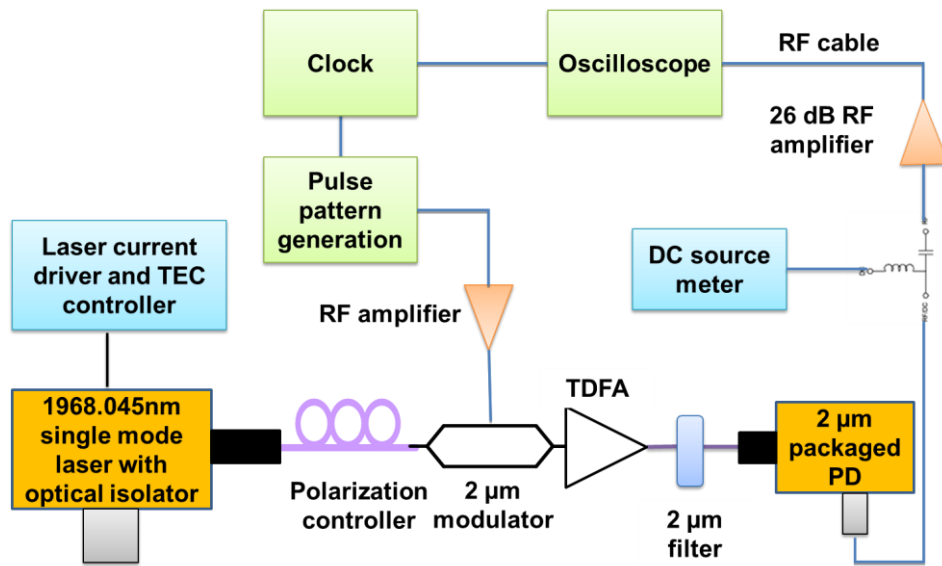 Clock
Oscilloscope
RF cable
26 dB RF
amplifier
Pulse
pattern
generation
Laser current
driver and TEC
controller
DC source
meter
RF/DC
RF amplifier
TDFA
1968.045nm
single mode
laser with
optical isolator
Polarization
controller
2 µm
modulator
2 µm
filter
2 µm
packaged
PD